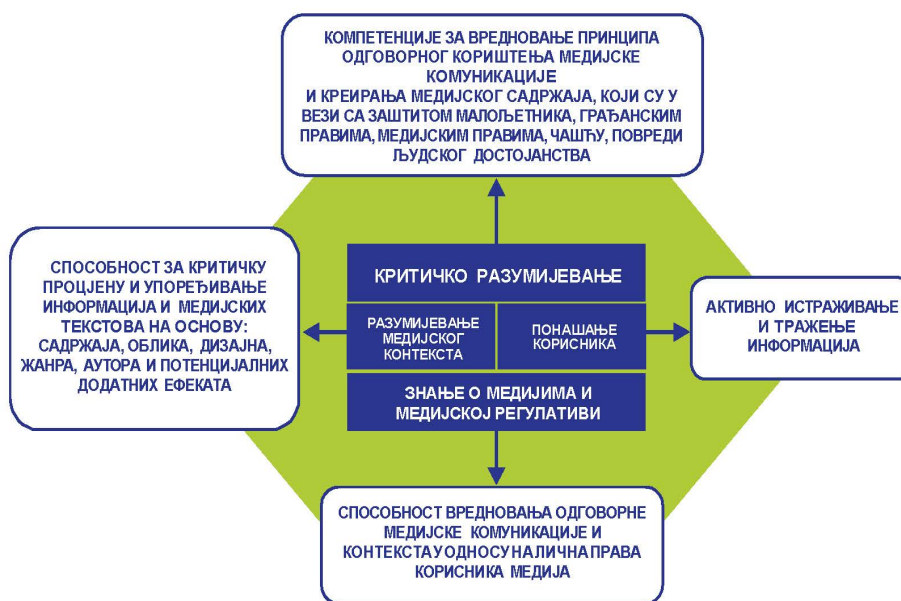 КОМПЕТЕНЦИЈЕ ЗА ВРЕДНОВАЊЕ ПРИНЦИПА
ОДГОВОРНОГ КОРИШТЕЊА МЕДИЈСКЕ
КОМУНИКАЦИЈЕ
И КРЕИРАЊА МЕДИЈСКОГ САДРЖАЈА, КОЈИ СУ У
ВЕЗИ СА ЗАШТИТОМ МАЛОЉЕТНИКА, ГРАЂАНСКИМ
ПРАВИМА, МЕДИЈСКИМ ПРАВИМА, ЧАШЋУ, ПОВРЕДИ
ЉУДСКОГ ДОСТОЈАНСТВА
СПОСОБНОСТ ЗА КРИТИЧКУ
ПРОЦЈЕНУ И УПОРЕЂИВАЊЕ
ИНФОРМАЦИЈА И МЕДИЈСКИХ
ТЕКСТОВА НА ОСНОВУ:
САДРЖАЈА, ОБЛИКА, ДИЗАЈНА,
ЖАНРА, АУТОРА И ПОТЕНЦИЈАЛНИХ
ДОДАТНИХ ЕФЕКАТА
КРИТИЧКО РАЗУМИЈЕВАЊЕ
РАЗУМИЈЕВАЊЕ
МЕДИЈСКОГ
КОНТЕКСТА
ПОНАШАЊЕ
КОРИСНИКА
ЗНАЊЕ О МЕДИЈИМА И
МЕДИЈСКОЈ РЕГУЛАТИВИ
АКТИВНО ИСТРАЖИВАЊЕ
И ТРАЖЕЊЕ
ИНФОРМАЦИЈА
СПОСОБНОСТ ВРЕДНОВАЊА ОДГОВОРНЕ
МЕДИЈСКЕ КОМУНИКАЦИЈЕ И
КОНТЕКСТА У ОДНОСУ НА ЛИЧНА ПРАВА
КОРИСНИКА МЕДИЈА